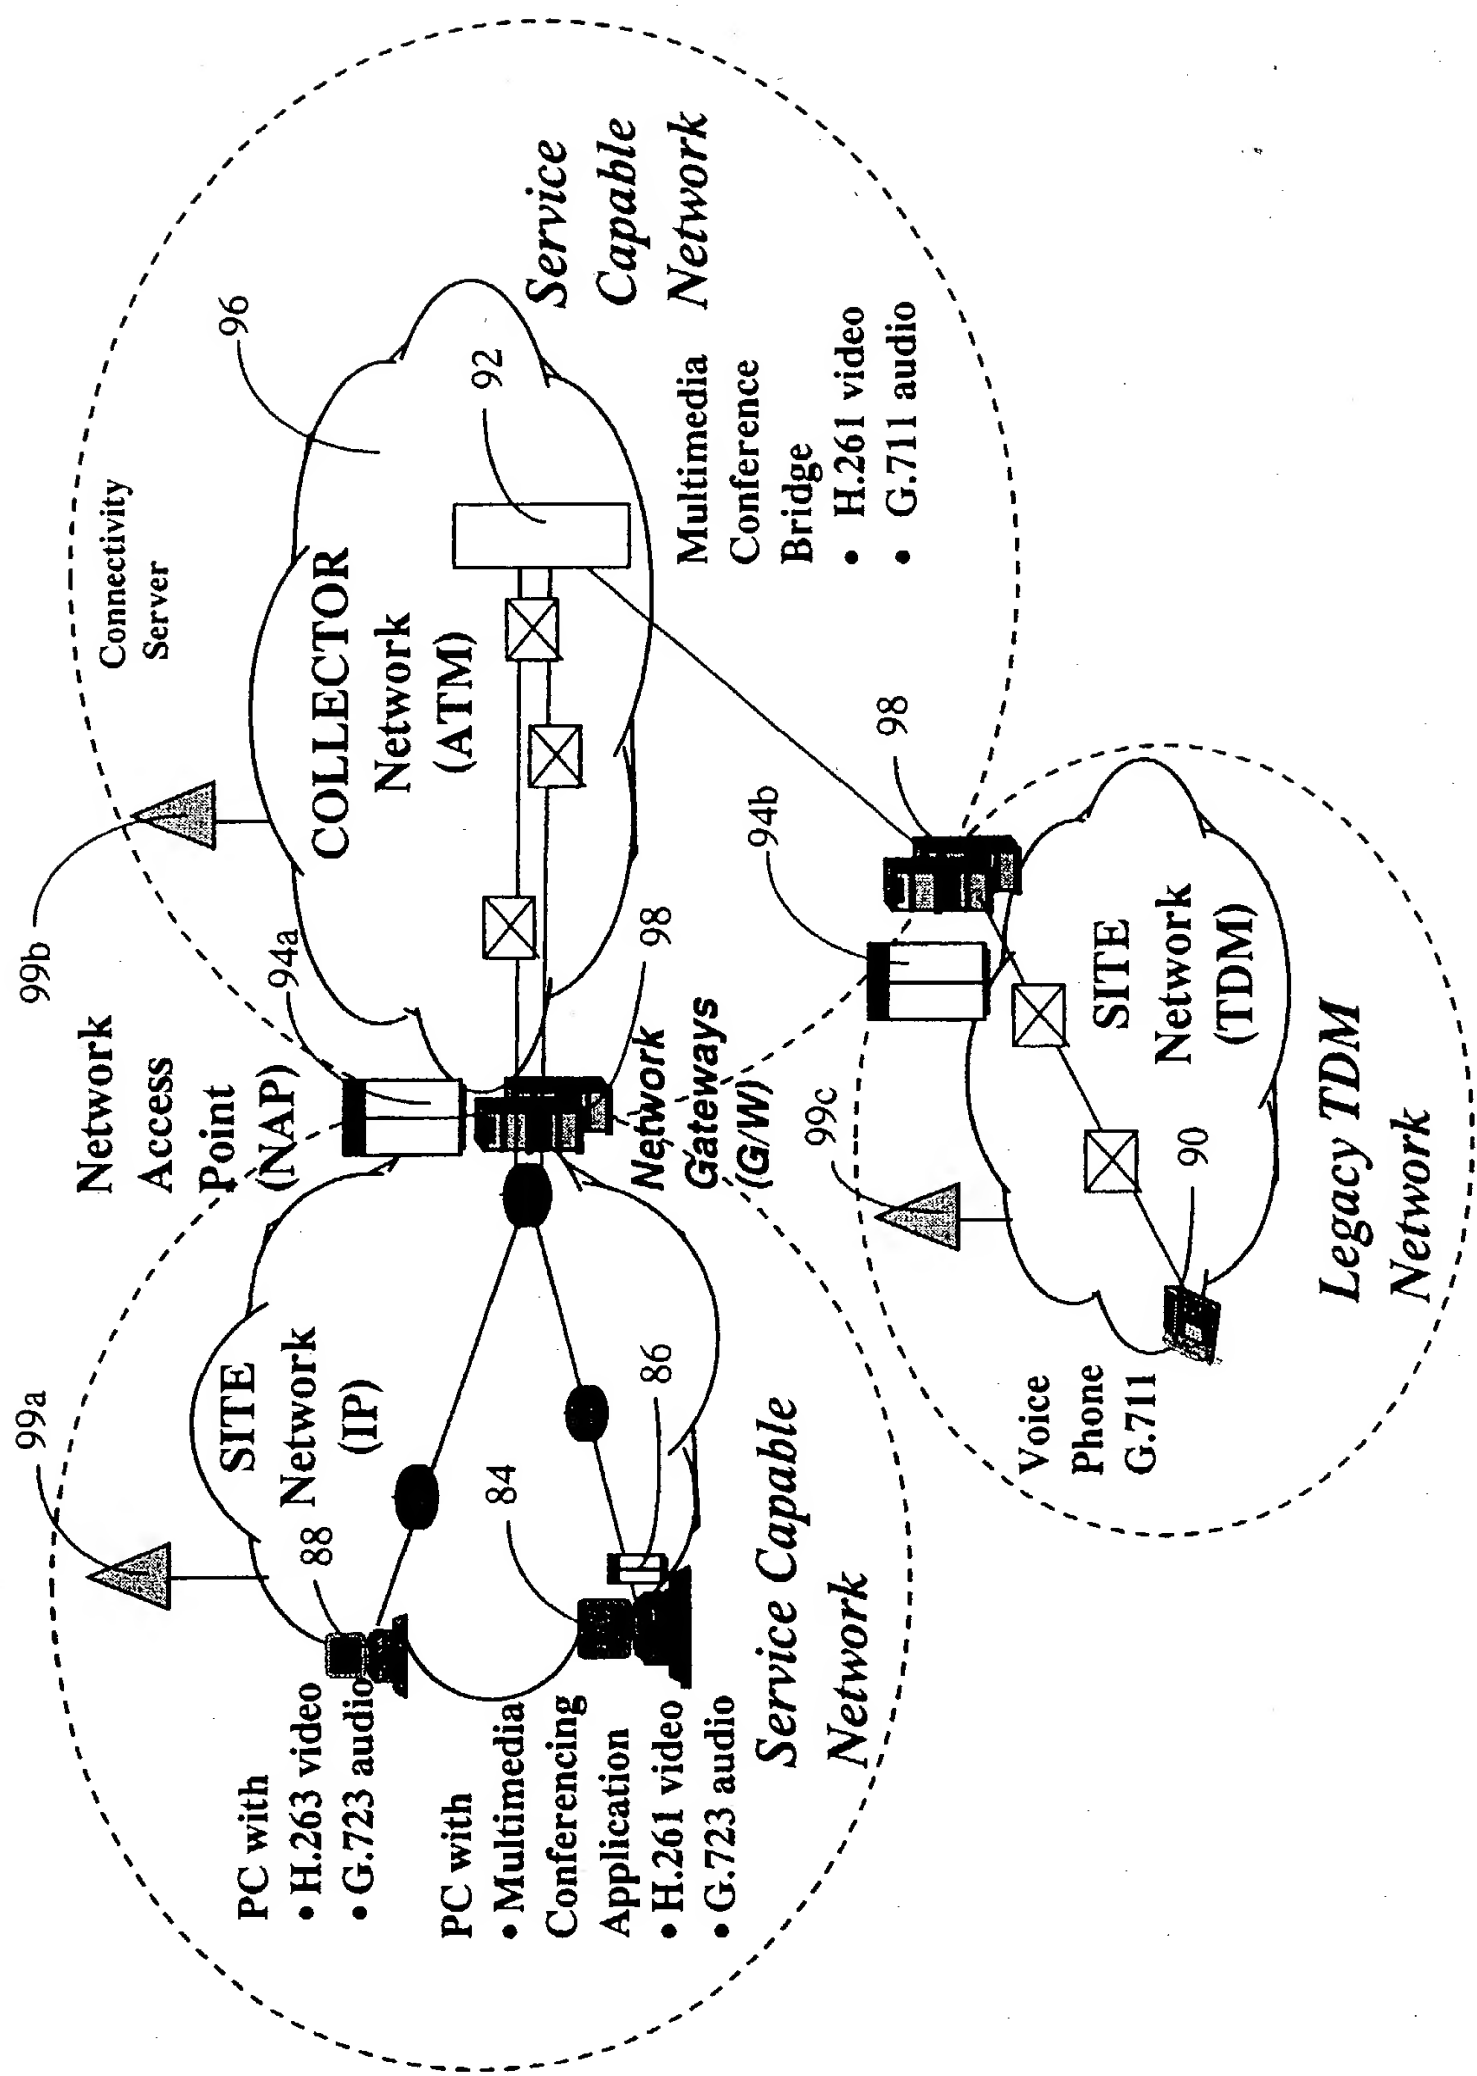 99a
99b
Connectivity
Server
96
Network
Access
Point
(NAP)
94a
SITE
Network
(IP)
COLLECTOR
Network
(ATM)
92
Service
Capable
Network
88
PC with
• H.263 video
• G.723 audio
84
86
PC with
• Multimedia
Conferencing
Application
• H.261 video
• G.723 audio
Service Capable
Network
Network
Gateways
(G/W)
98
Multimedia
Conference
Bridge
• H.261 video
• G.711 audio
94b
98
99c
SITE
Network
(TDM)
90
Voice
Phone
G.711
Legacy TDM
Network